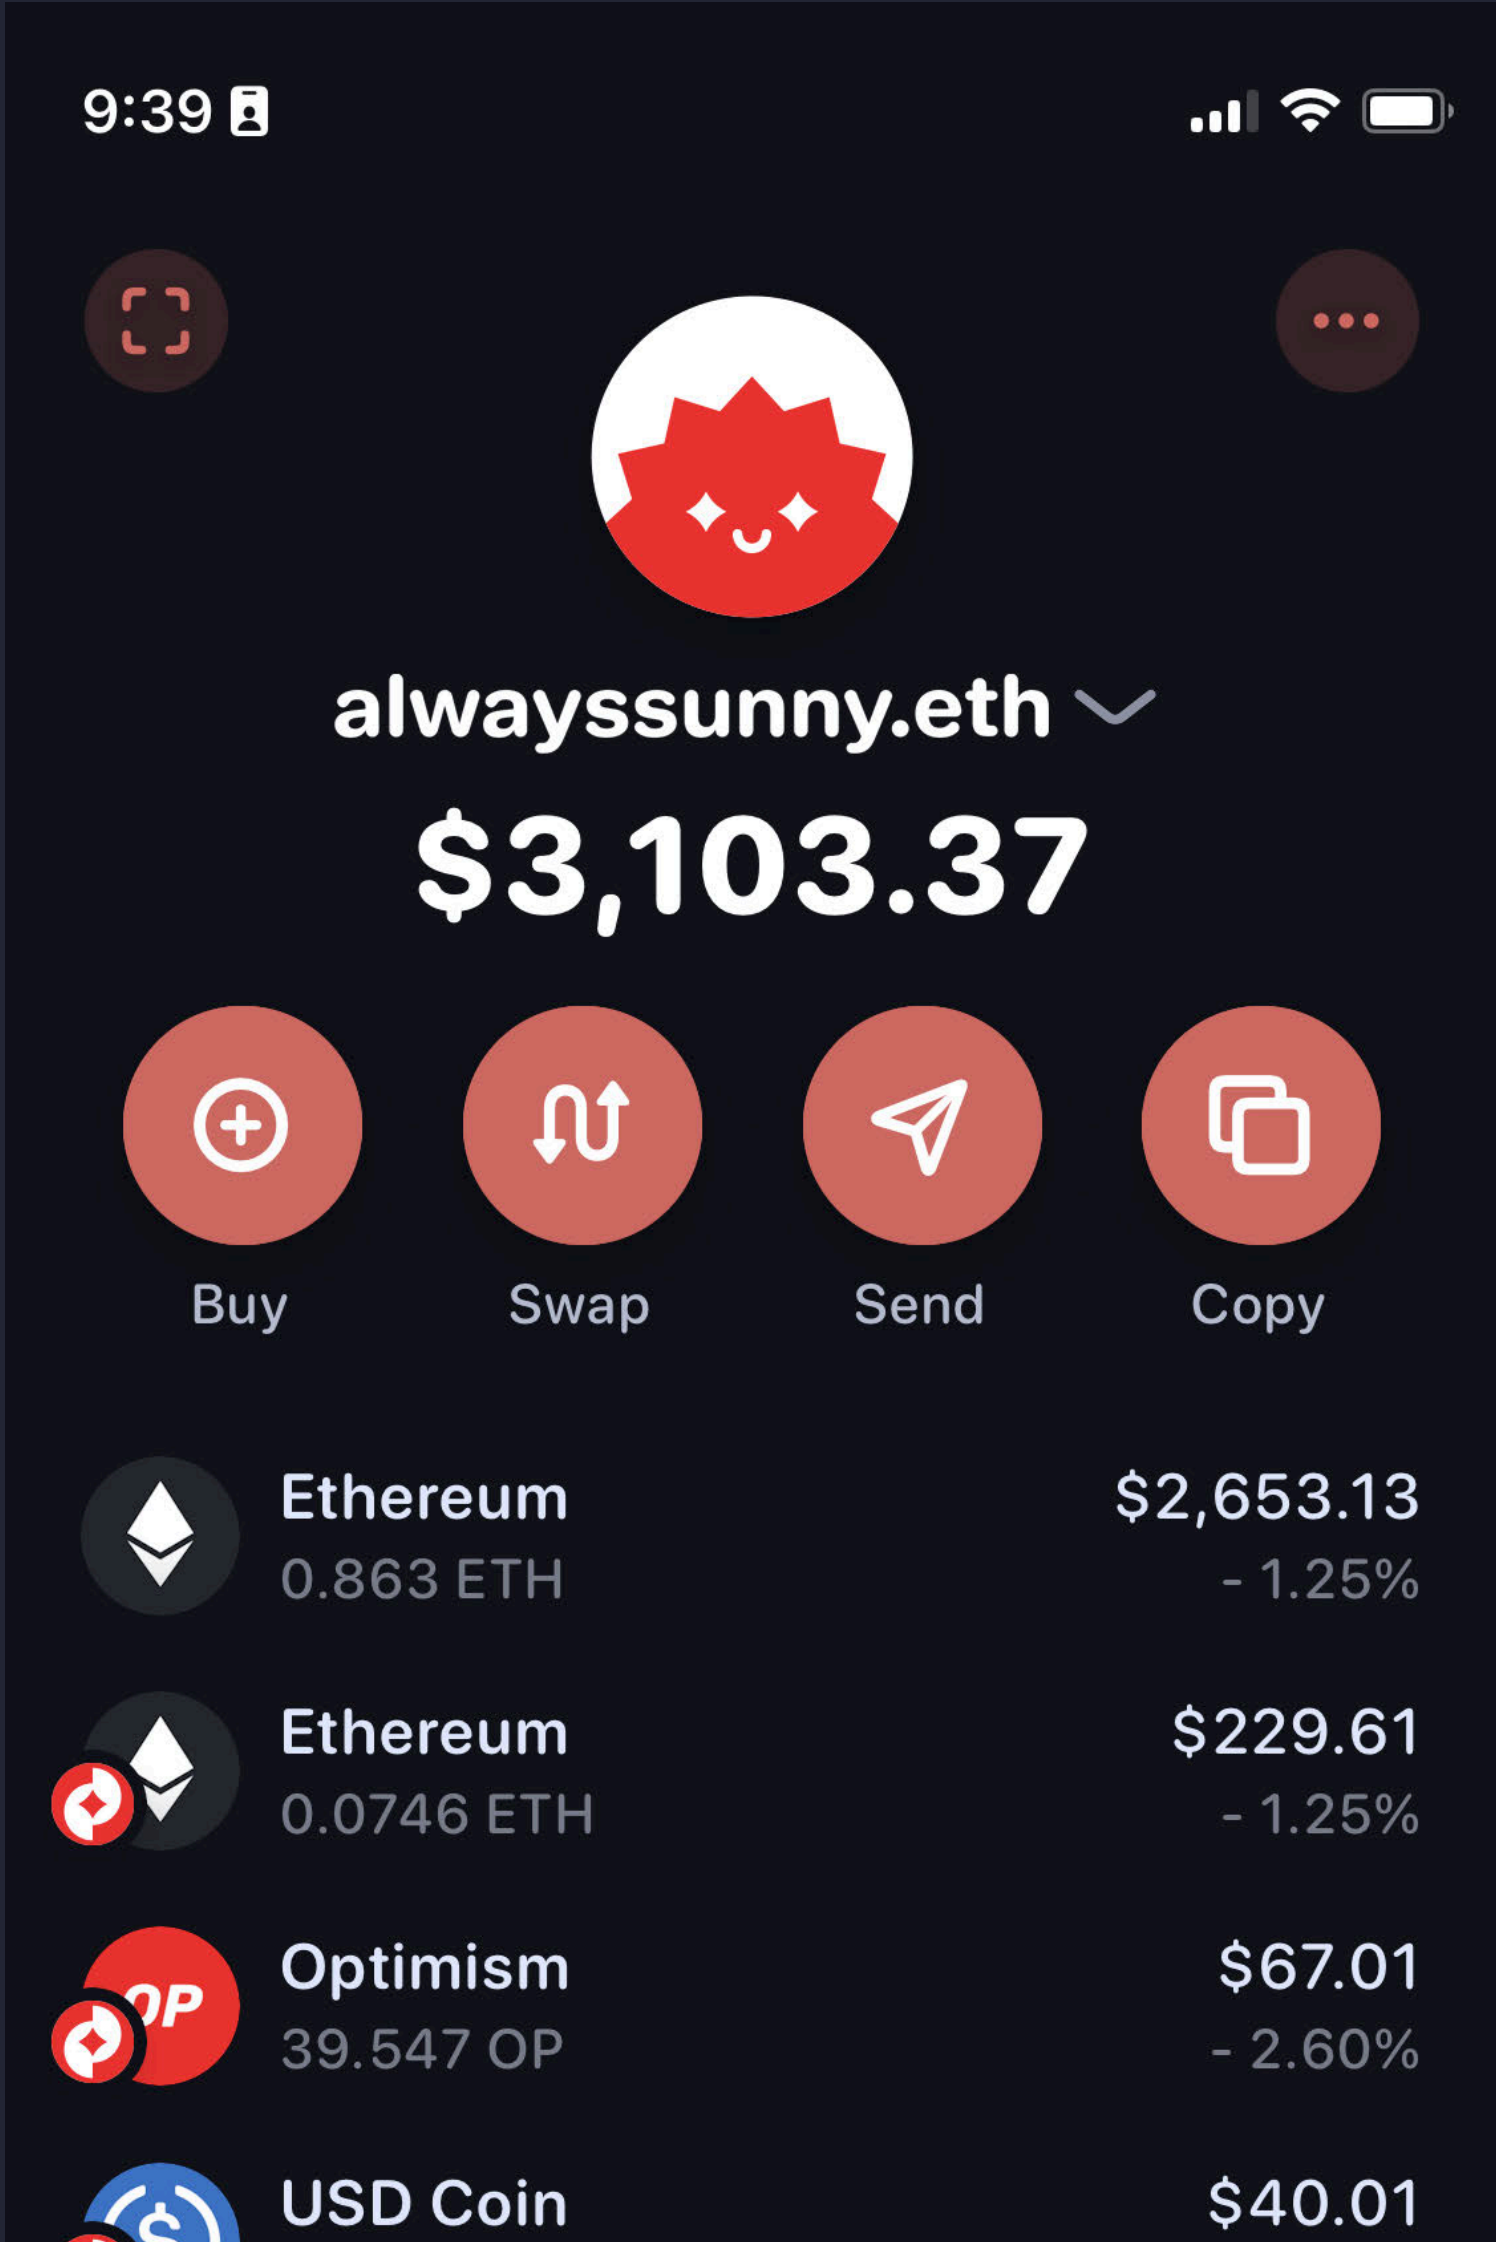 9:39
alwayssunny.eth
$3,103.37
Buy Swap Send Copy
Ethereum $2,653.13
0.863 ETH - 1.25%
Ethereum $229.61
0.0746 ETH - 1.25%
OP
Optimism $67.01
39.547 OP - 2.60%
USD Coin $40.01